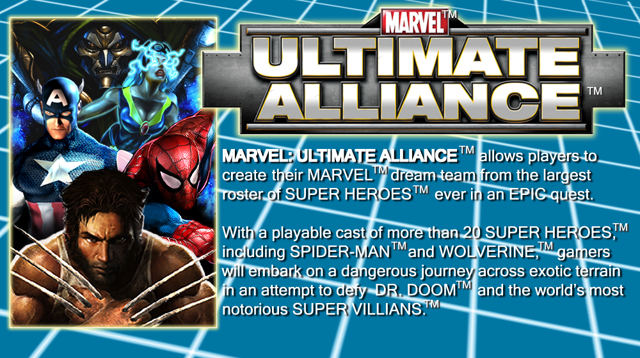 MARVEL™
ULTIMATE
ALLIANCE™
MARVEL: ULTIMATE ALLIANCE™ allows players to
create their MARVEL™ dream team from the largest
roster of SUPER HEROES™ ever in an EPIC quest.
With a playable cast of more than 20 SUPER HEROES,™
including SPIDER-MAN™ and WOLVERINE,™ gamers
will embark on a dangerous journey across exotic terrain
in an attempt to defy DR. DOOM™ and the world's most
notorious SUPER VILLIANS.™
A